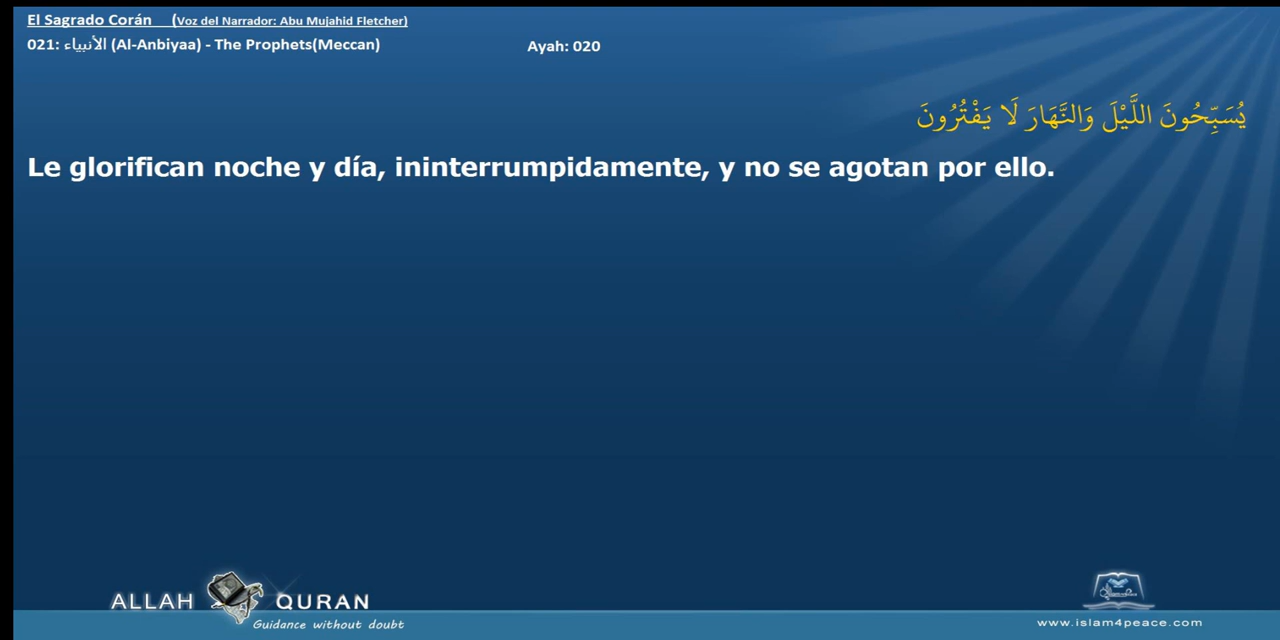 El Sagrado Corán (Voz del Narrador: Abu Mujahid Fletcher)
021: الأنبياء (Al-Anbiyaa) - The Prophets(Meccan) Ayah: 020
يُسَبِّحُونَ اللَّيْلَ وَالنَّهَارَ لَا يَفْتُرُونَ
Le glorifican noche y día, ininterrumpidamente, y no se agotan por ello.
ALLAH QURAN
Guidance without doubt
www.islam4peace.com